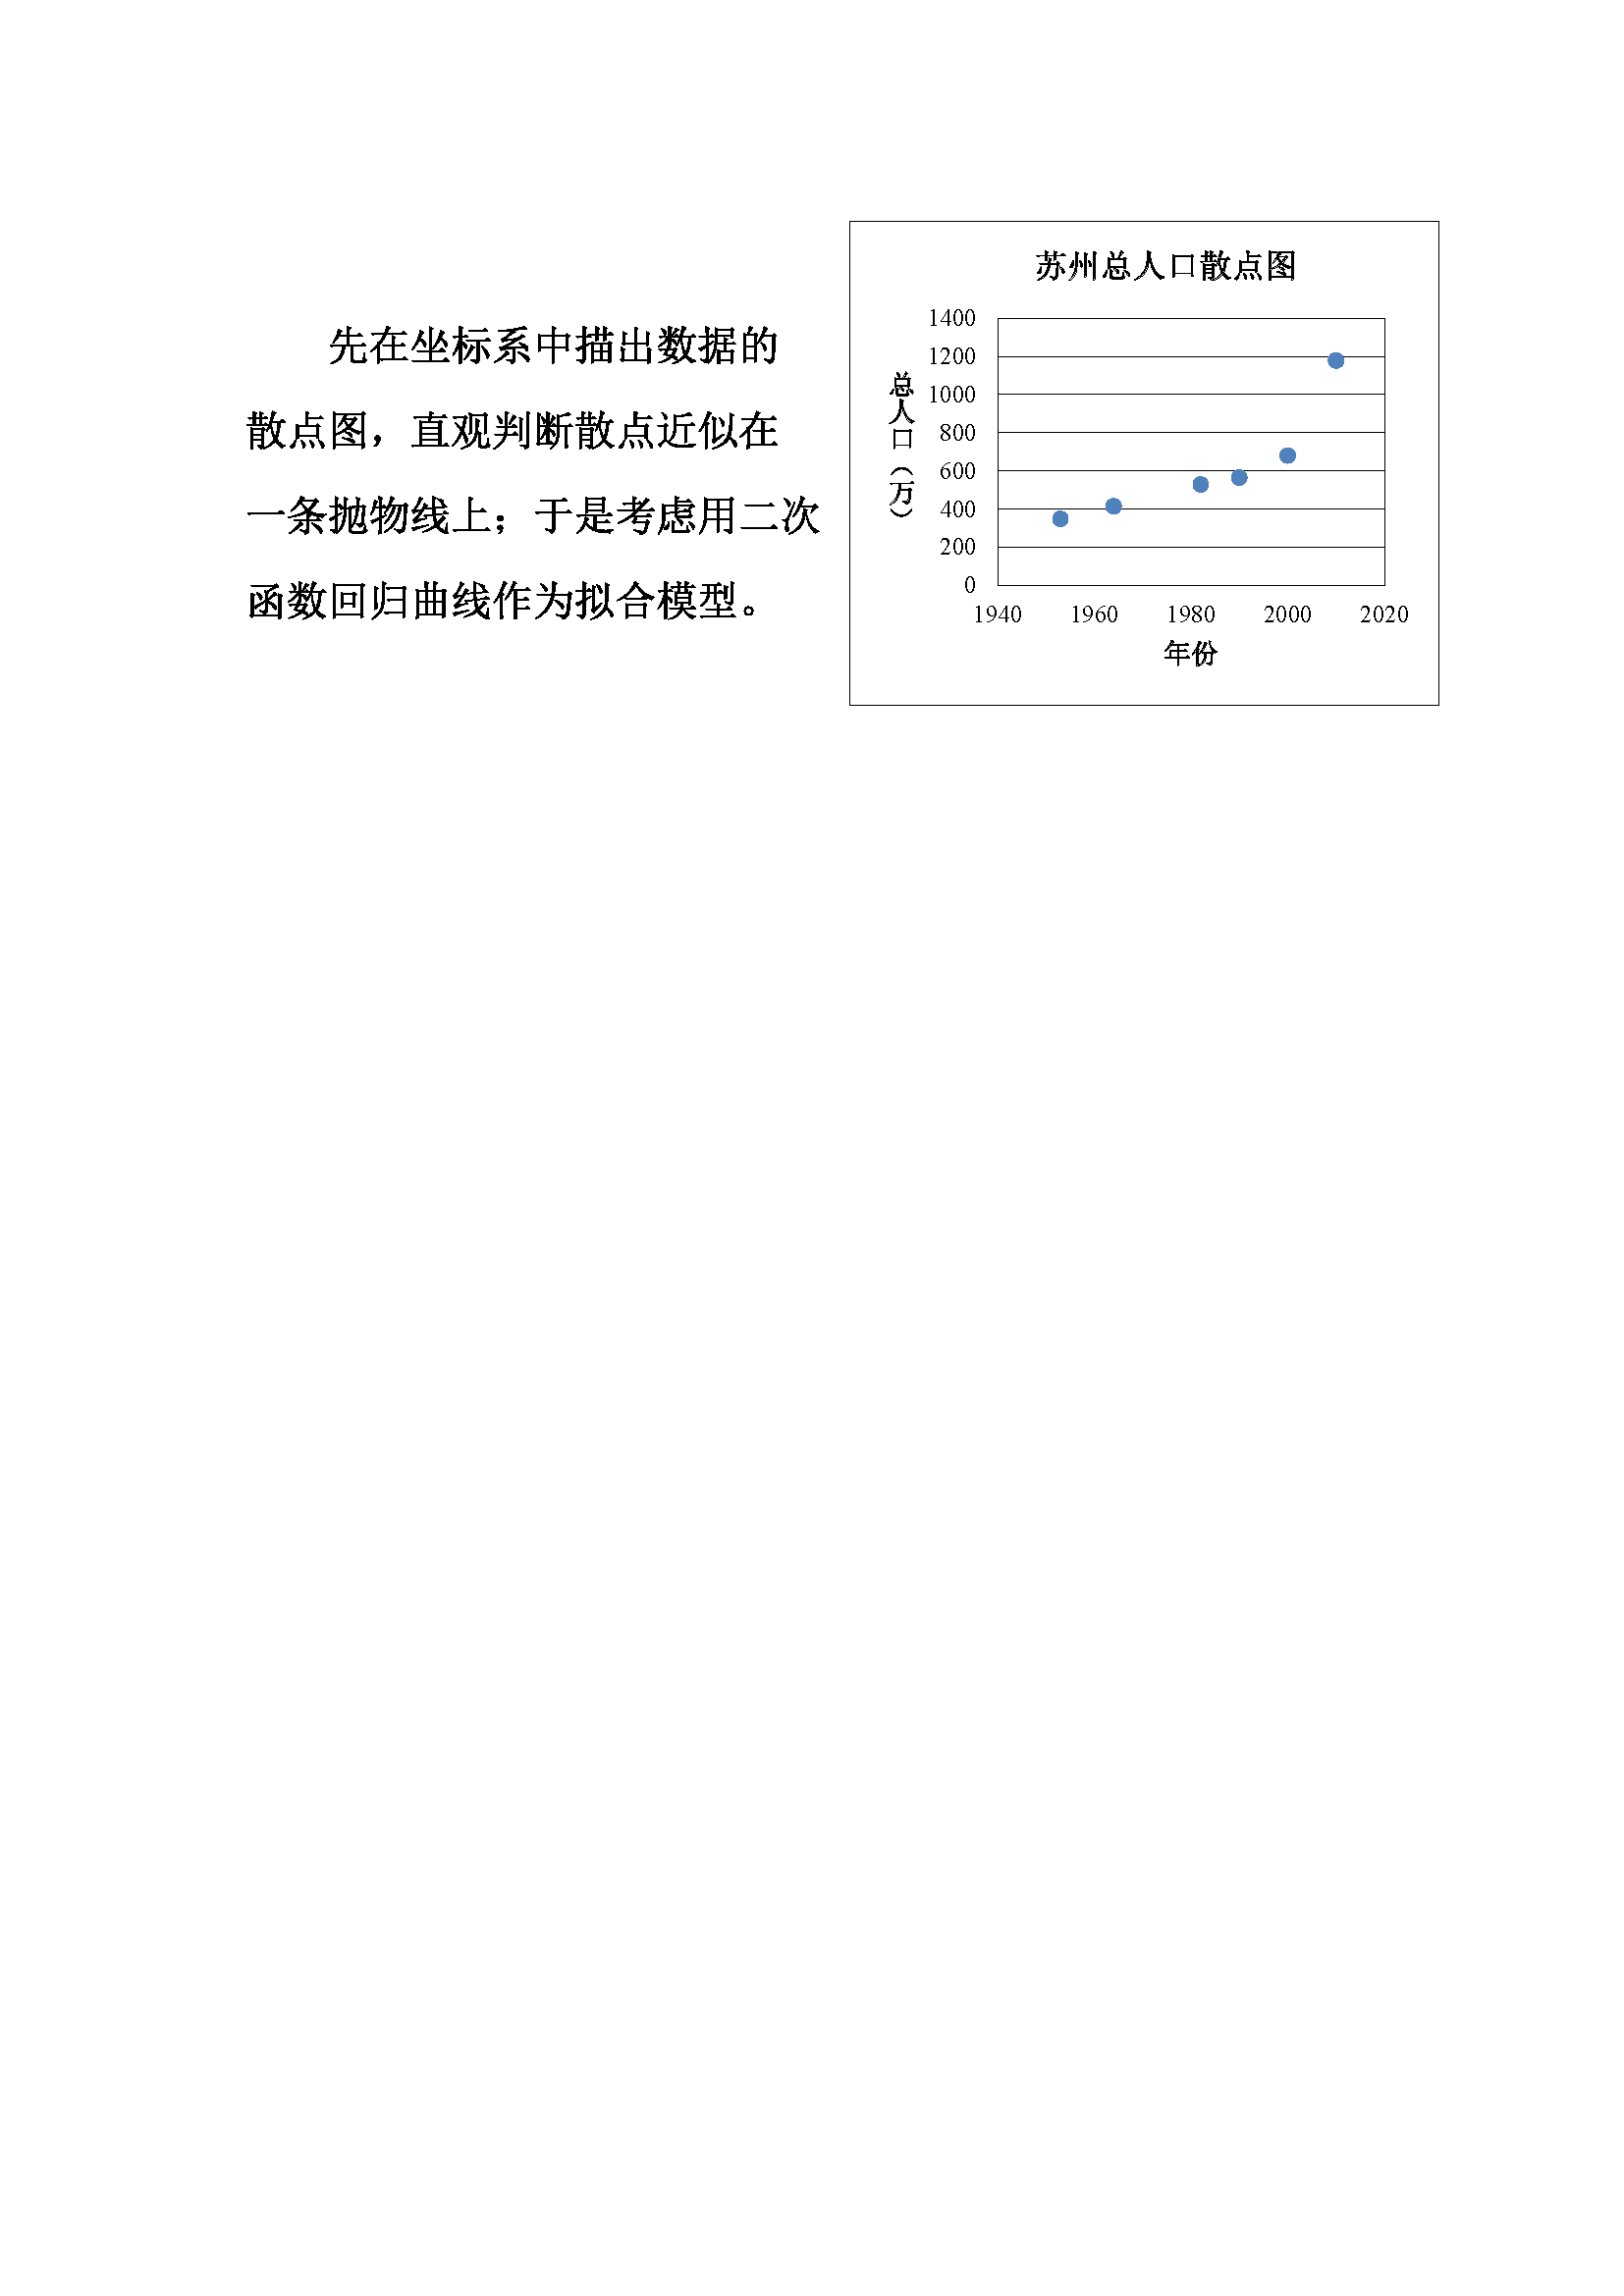 先在坐标系中描出数据的
散点图，直观判断散点近似在
一条抛物线上；于是考虑用二次
函数回归曲线作为拟合模型。
苏州总人口散点图
总人口（万）
1400
1200
1000
800
600
400
200
0
1940 1960 1980 2000 2020
年份